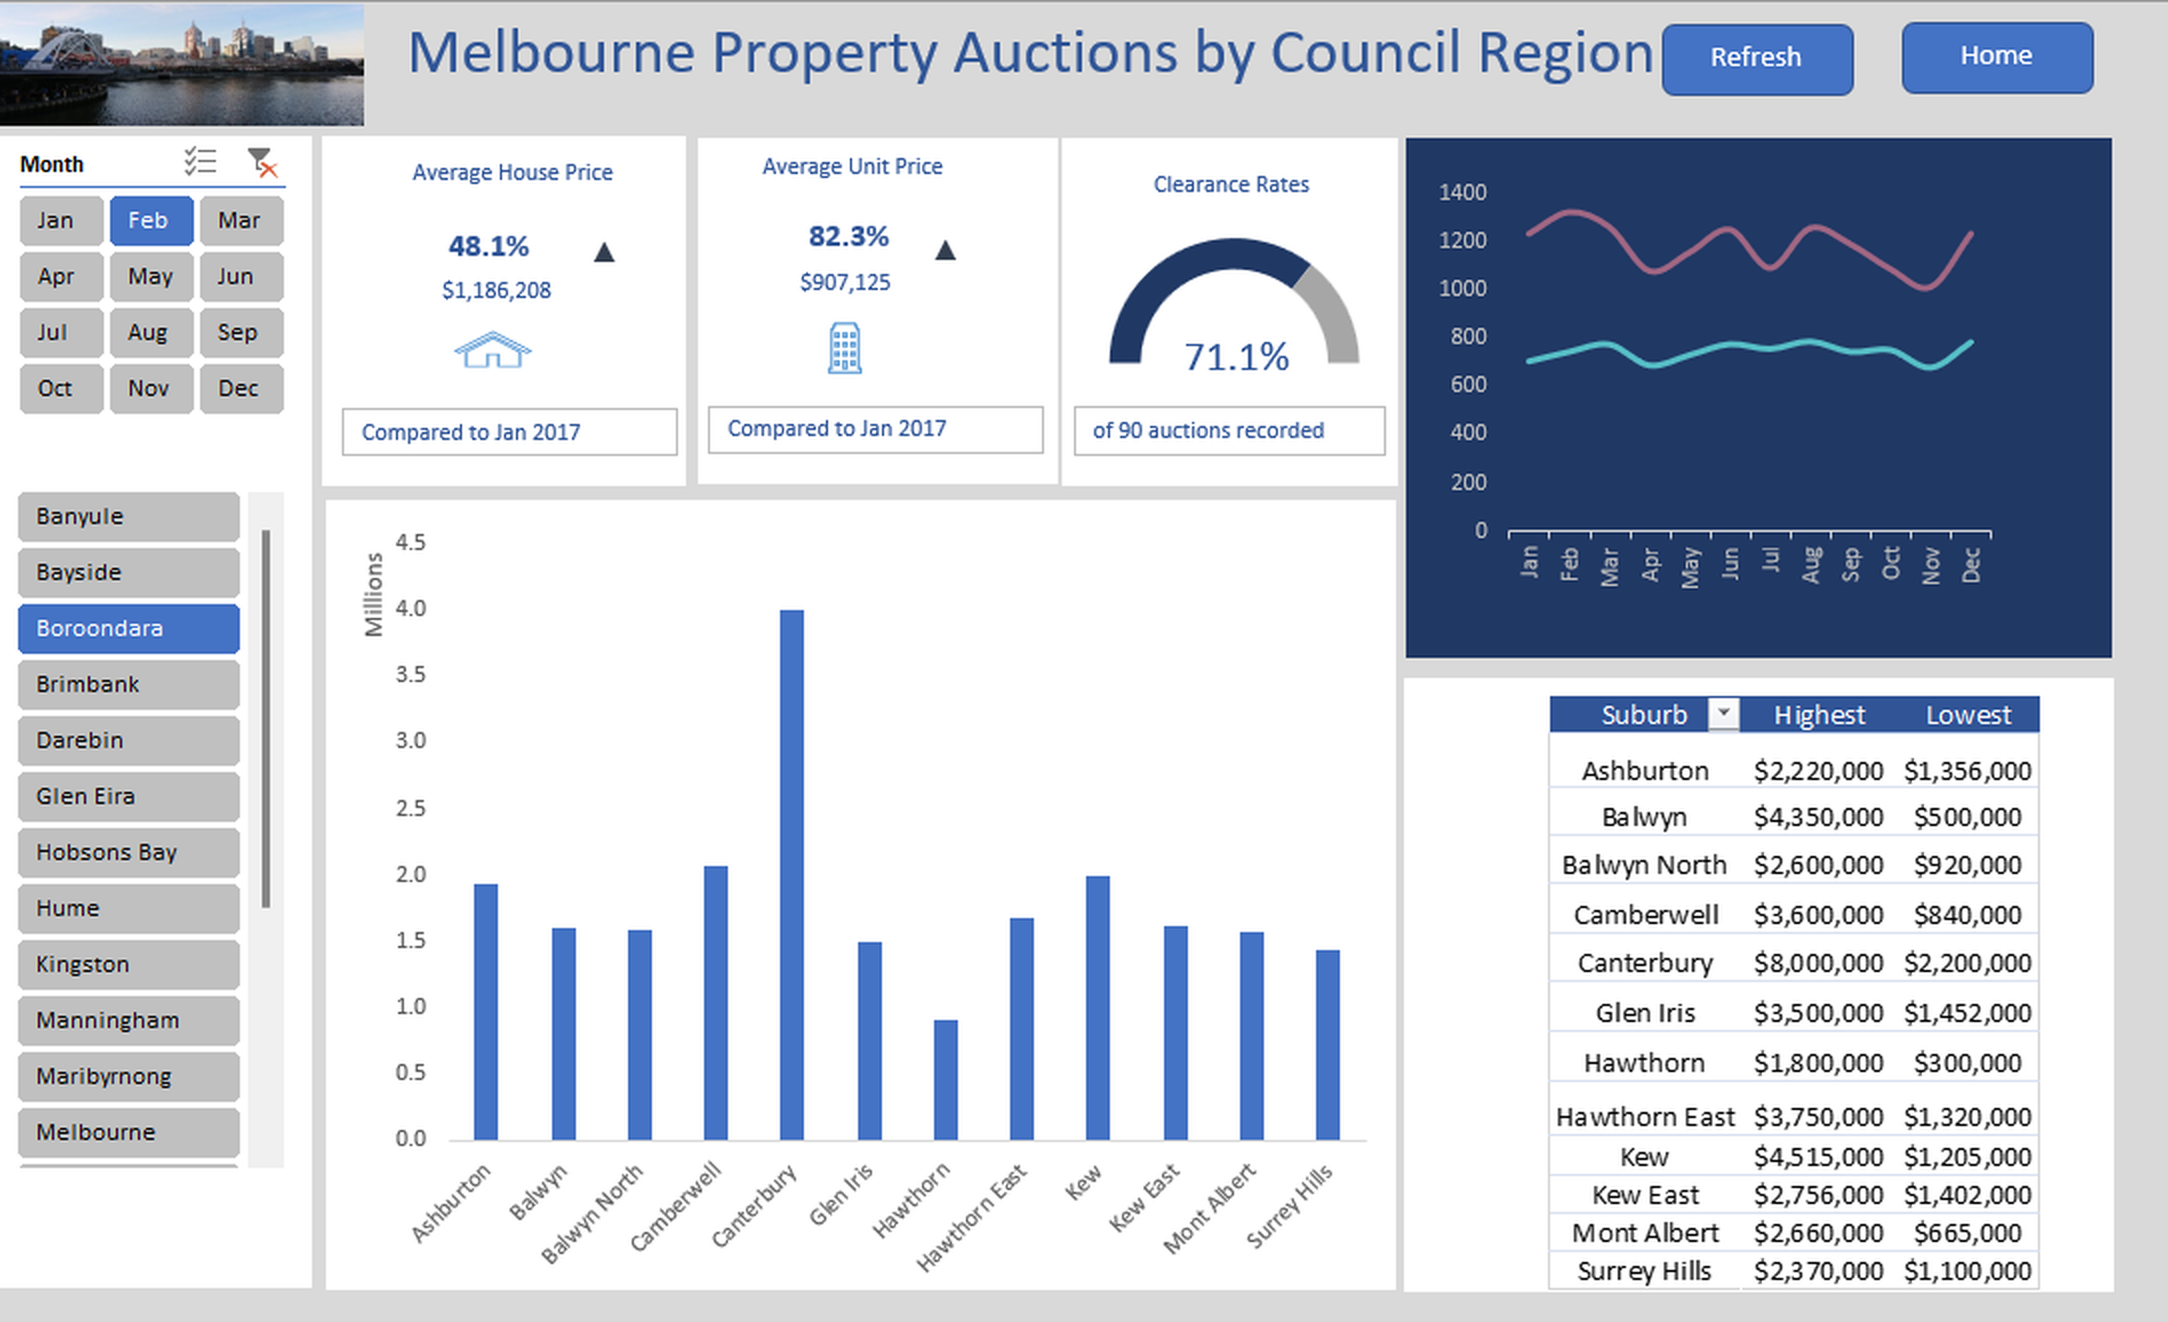 Melbourne Property Auctions by Council Region
Refresh
Home
Month
Jan Feb Mar
Apr May Jun
Jul Aug Sep
Oct Nov Dec
Banyule
Bayside
Boroondara
Brimbank
Darebin
Glen Eira
Hobsons Bay
Hume
Kingston
Manningham
Maribyrnong
Melbourne
Average House Price
48.1% ▲
$1,186,208
Compared to Jan 2017
Average Unit Price
82.3% ▲
$907,125
Compared to Jan 2017
Clearance Rates
71.1%
of 90 auctions recorded
1400
1200
1000
800
600
400
200
0
Jan Feb Mar Apr May Jun Jul Aug Sep Oct Nov Dec
Millions
4.5
4.0
3.5
3.0
2.5
2.0
1.5
1.0
0.5
0.0
Ashburton Balwyn Balwyn North Camberwell Canterbury Glen Iris Hawthorn Hawthorn East Kew Kew East Mont Albert Surrey Hills
Suburb Highest Lowest
Ashburton $2,220,000 $1,356,000
Balwyn $4,350,000 $500,000
Balwyn North $2,600,000 $920,000
Camberwell $3,600,000 $840,000
Canterbury $8,000,000 $2,200,000
Glen Iris $3,500,000 $1,452,000
Hawthorn $1,800,000 $300,000
Hawthorn East $3,750,000 $1,320,000
Kew $4,515,000 $1,205,000
Kew East $2,756,000 $1,402,000
Mont Albert $2,660,000 $665,000
Surrey Hills $2,370,000 $1,100,000